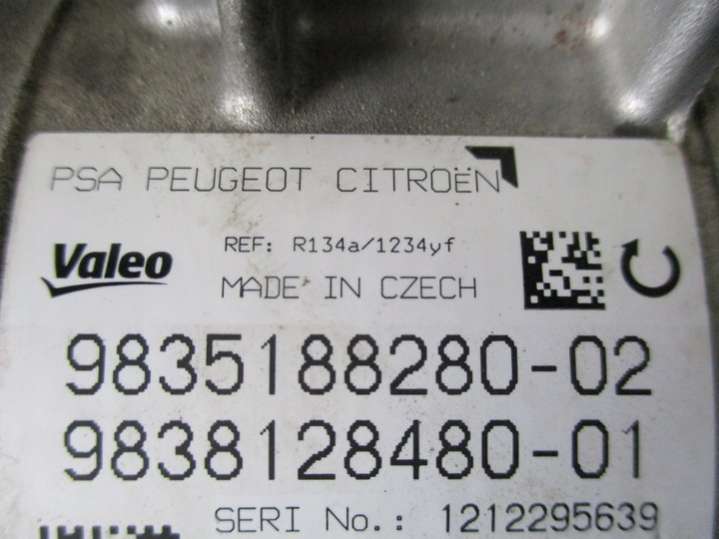 PSA PEUGEOT CITROËN
Valeo
REF: R134a/1234yf
MADE IN CZECH
9835188280-02
9838128480-01
SERI No.: 1212295639